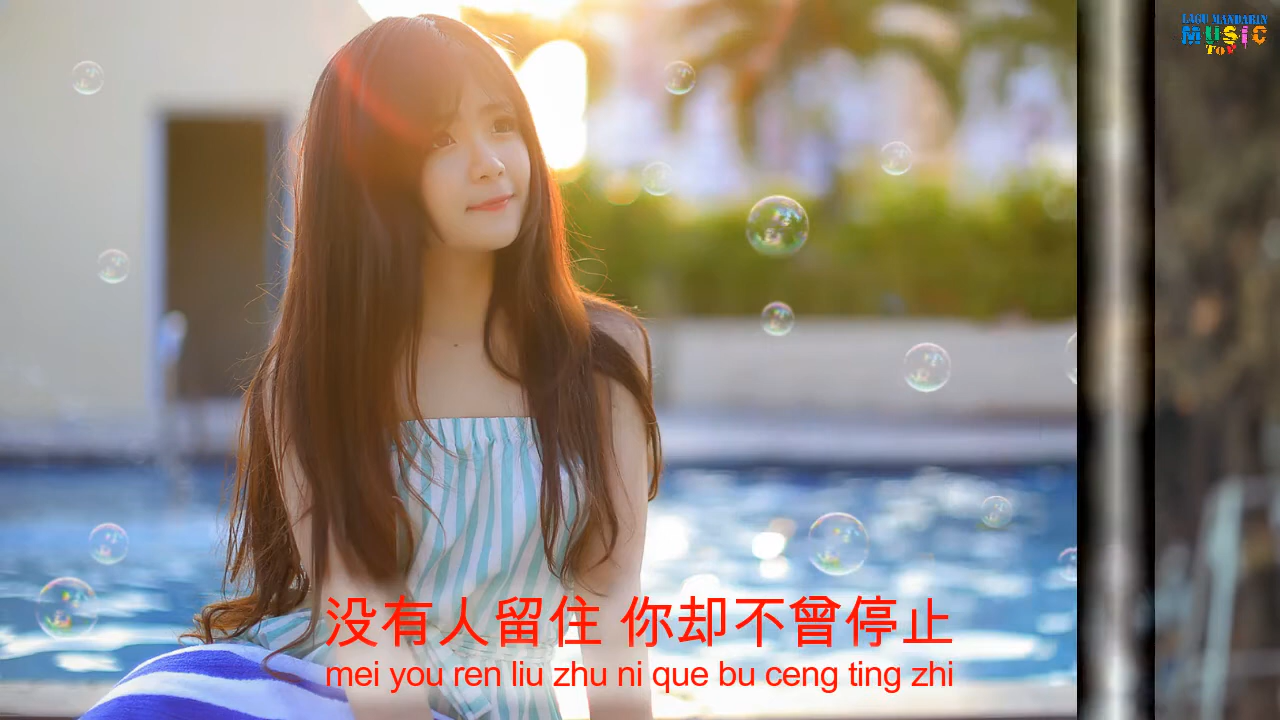 LAGU MANDARIN
MUSIC
TOP
没有人留住 你却不曾停止
mei you ren liu zhu ni que bu ceng ting zhi